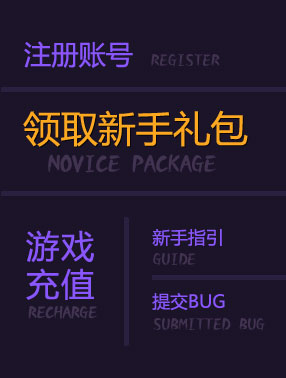 注册账号 REGISTER
领取新手礼包
NOVICE PACKAGE
游戏
充值
RECHARGE
新手指引
GUIDE
提交BUG
SUBMITTED BUG